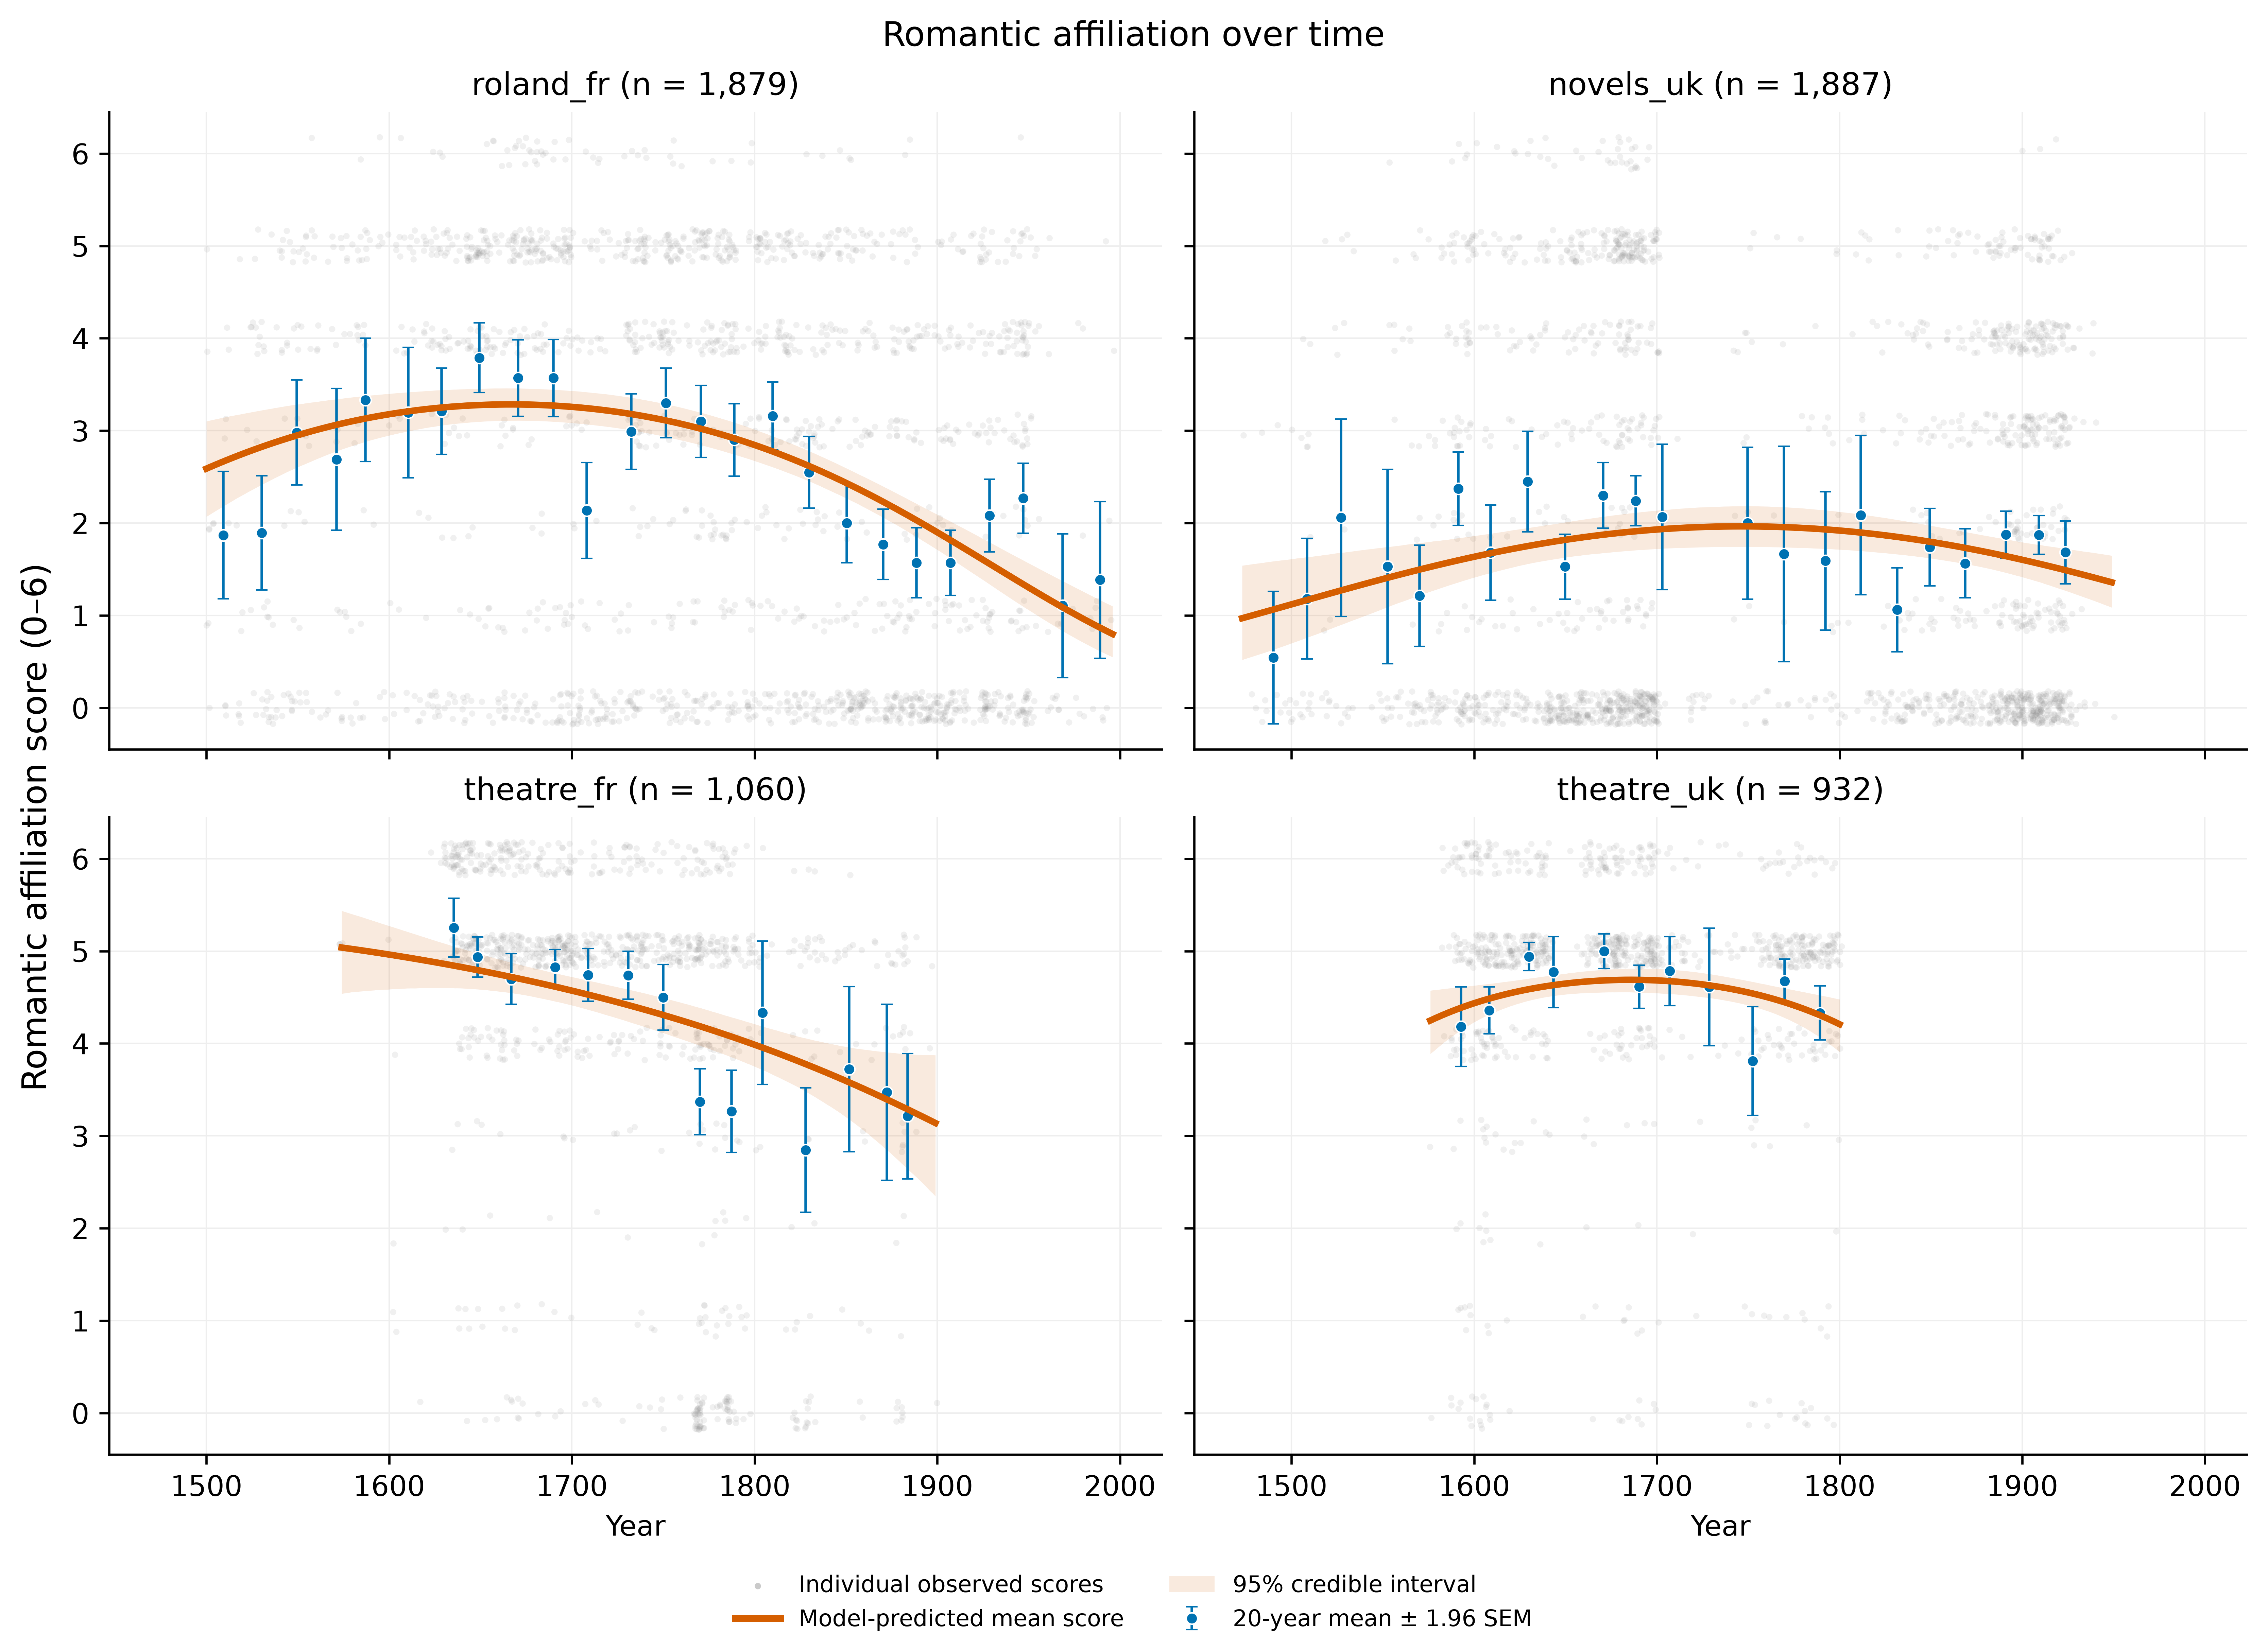 Romantic affiliation over time
roland_fr (n = 1,879)
novels_uk (n = 1,887)
6
5
4
3
2
1
0
theatre_fr (n = 1,060)
theatre_uk (n = 932)
Romantic affiliation score (0–6)
6
5
4
3
2
1
0
1500 1600 1700 1800 1900 2000
1500 1600 1700 1800 1900 2000
Year
Year
Individual observed scores
Model-predicted mean score
95% credible interval
20-year mean ± 1.96 SEM